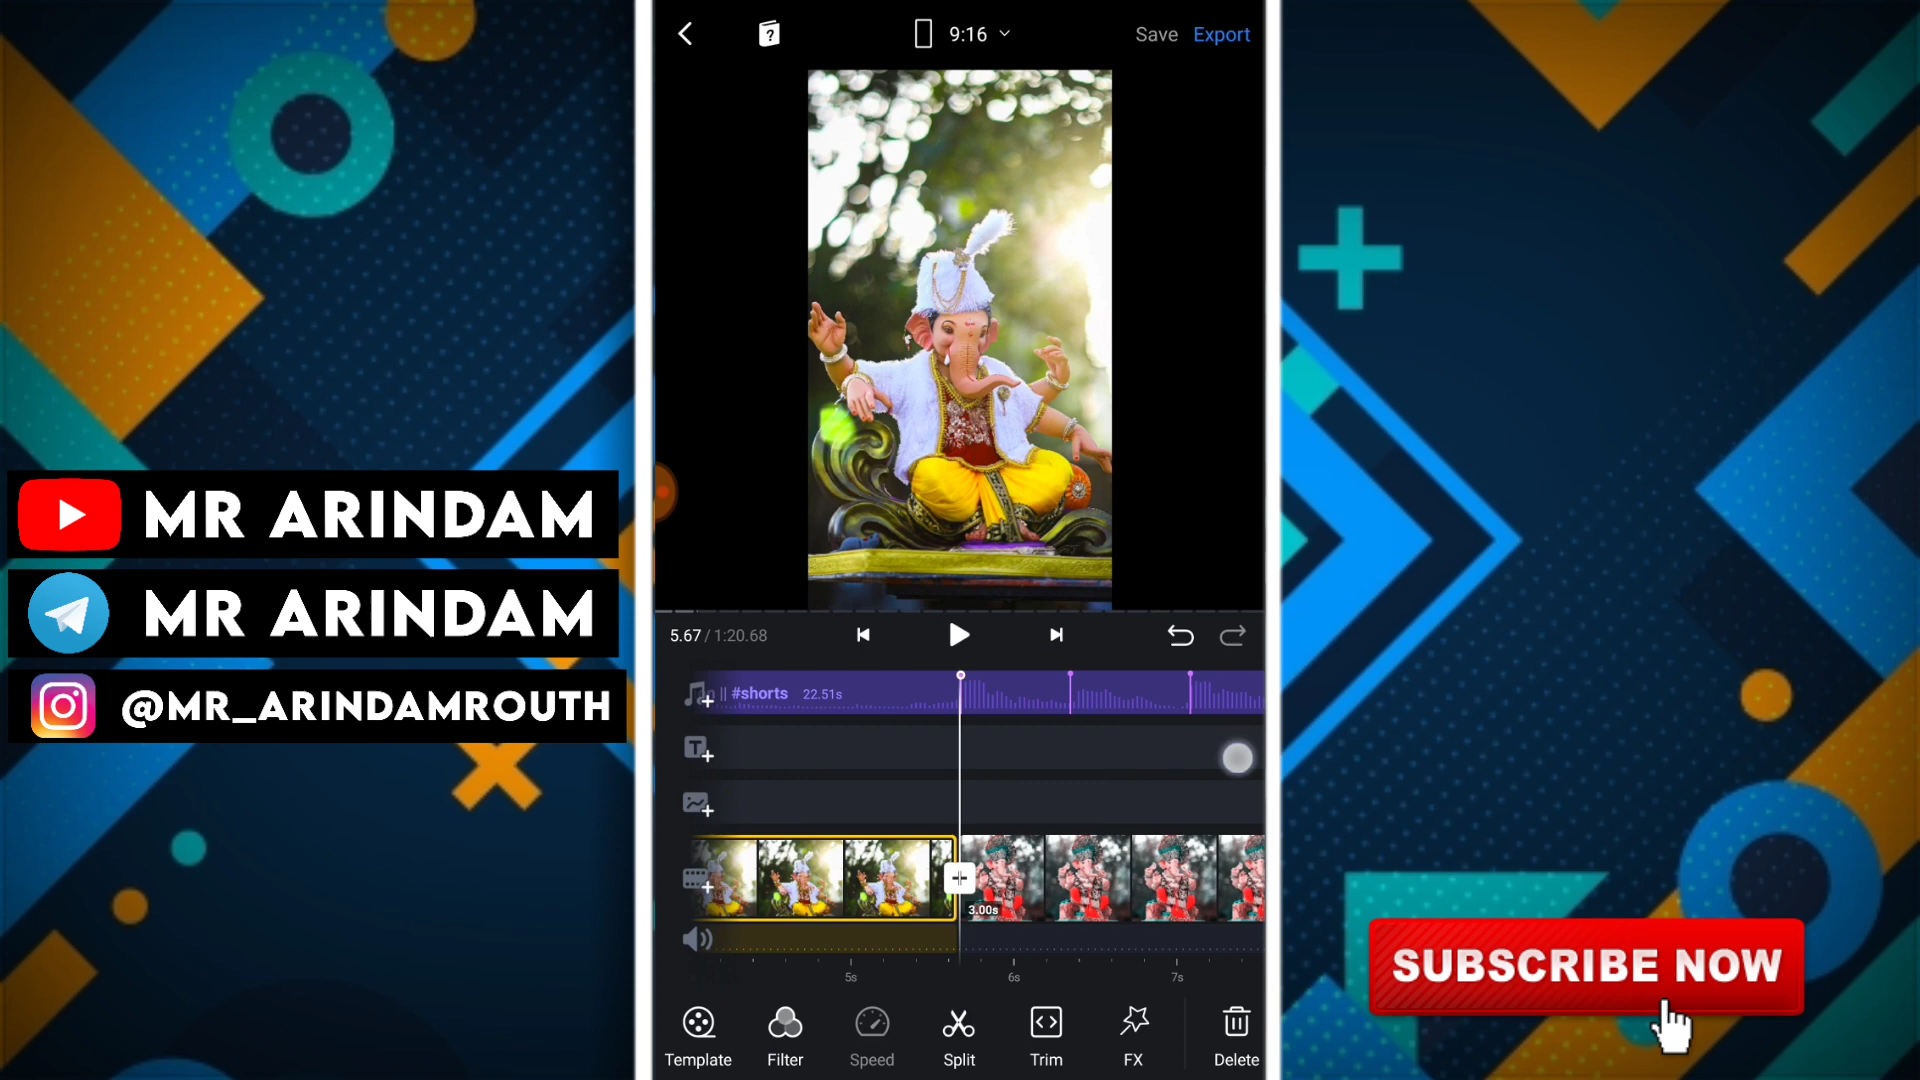 9:16
Save Export
MR ARINDAM
MR ARINDAM
@MR_ARINDAMROUTH
5.67 / 1:20.68
n || #shorts 22.51s
3.00s
5s 6s 7s
Template Filter Speed Split Trim FX Delete
SUBSCRIBE NOW